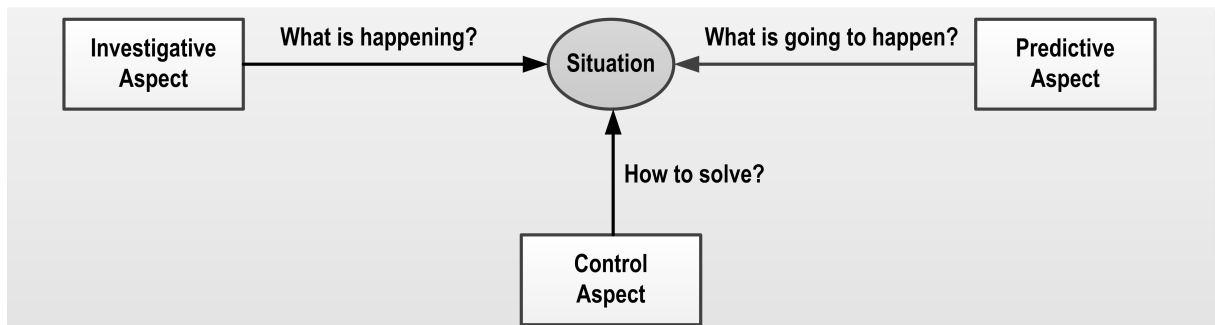 Investigative
Aspect
What is happening?
Situation
What is going to happen?
Predictive
Aspect
How to solve?
Control
Aspect